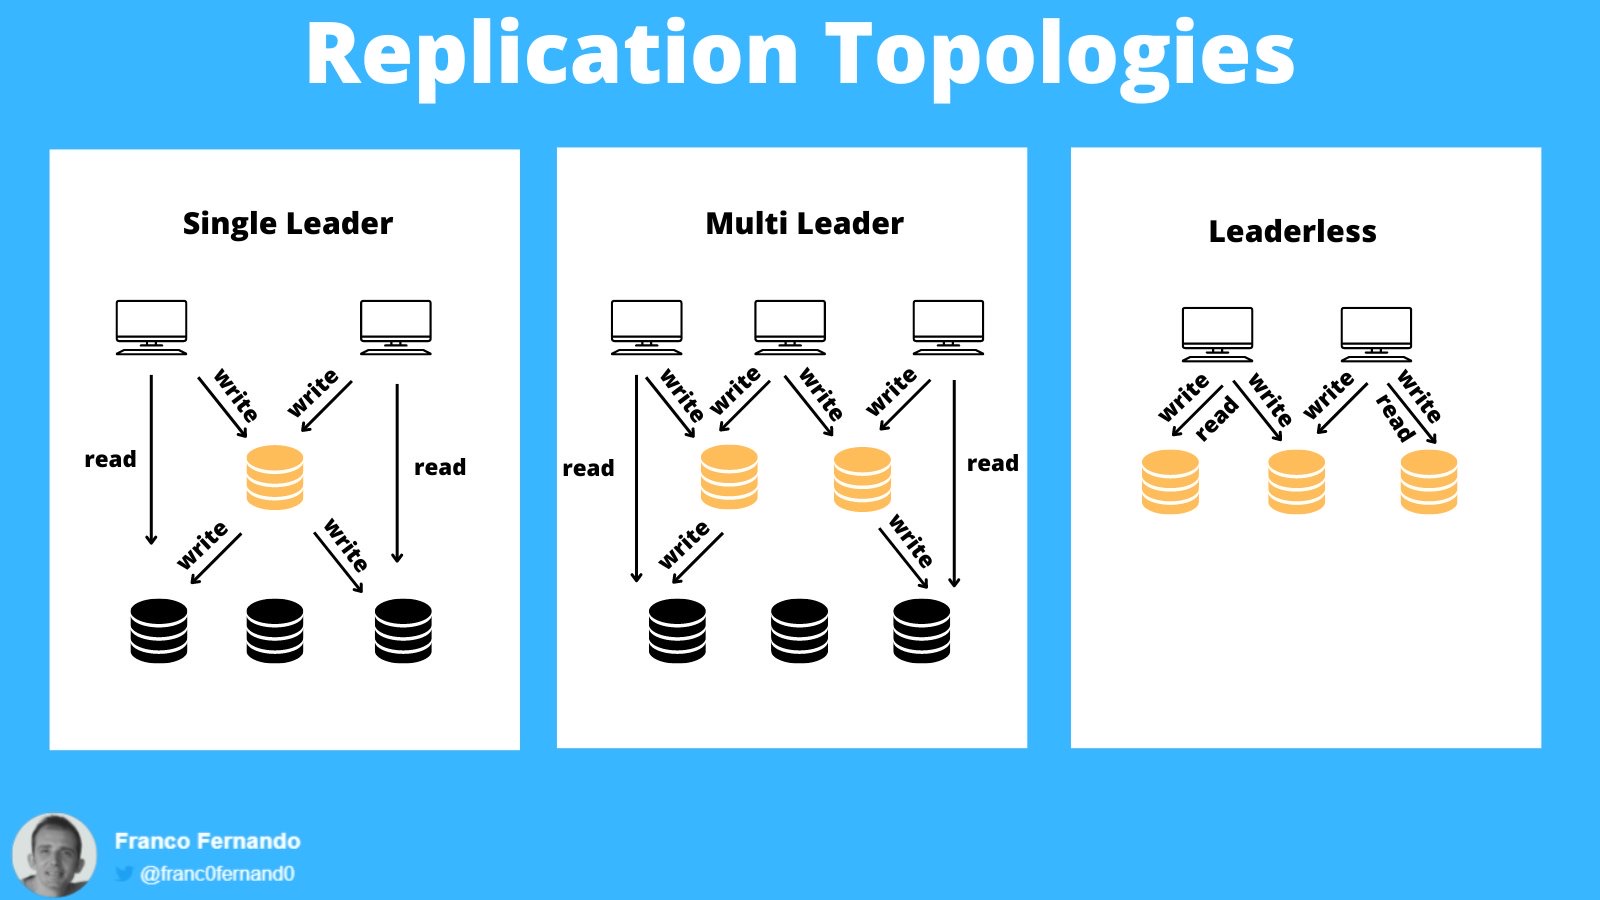 Replication Topologies
Single Leader
write
write
read
read
write
write
Multi Leader
write
write
write
write
read
read
write
write
Leaderless
write
read
write
write
read
write
Franco Fernando
@franc0fernand0